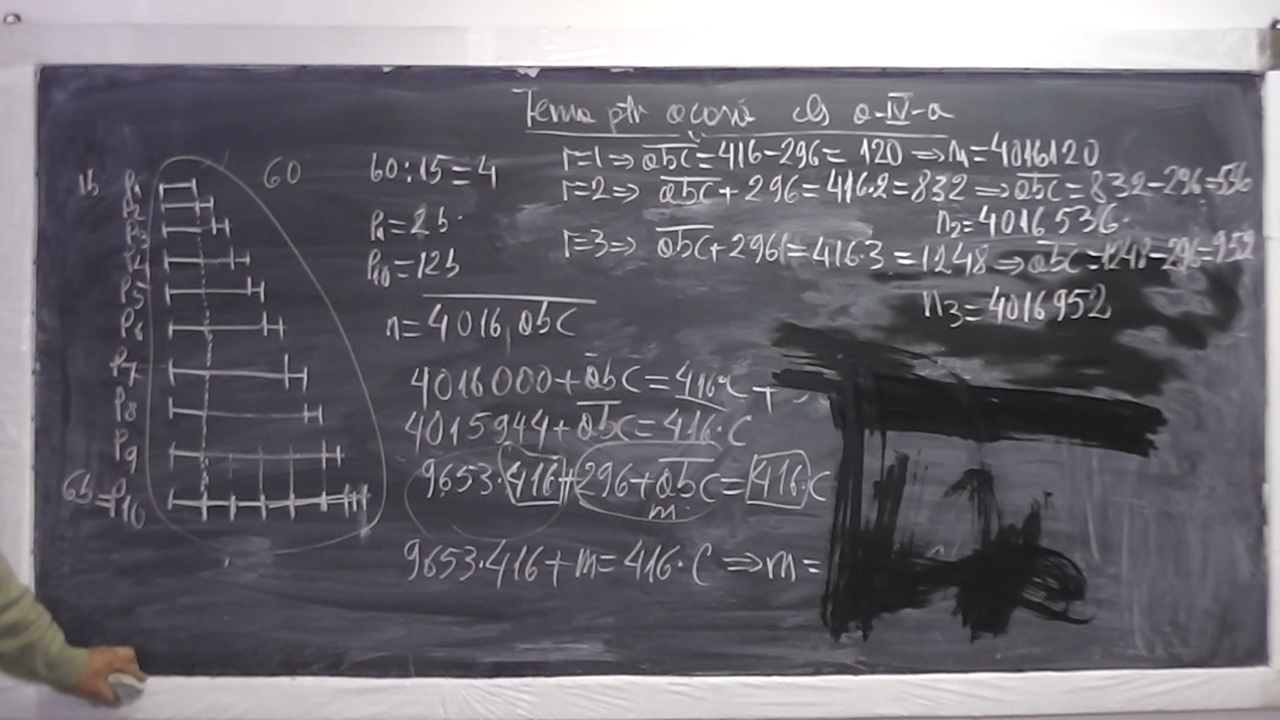 Tema ptr acasă cls a-IV-a
r=1 ⇒ abc = 416-296 = 120 ⇒ n₁=4016120
r=2 ⇒ abc + 296 = 416·2 = 832 ⇒ abc = 832-296=536
n₂=4016536
r=3 ⇒ abc + 296 = 416·3 = 1248 ⇒ abc = 1248-296=952
n₃=4016952
1b P₁
P₂
P₃
P₄
P₅
P₆
P₇
P₈
P₉
6b=P₁₀
60
60:15=4
P₁=2b
P₁₀=12b
n=4016 abc
4016000+abc=416·C+
4015944+abc=416·C
9653·416+296+abc=416·C
m
9653·416+m=416·C ⇒ m=